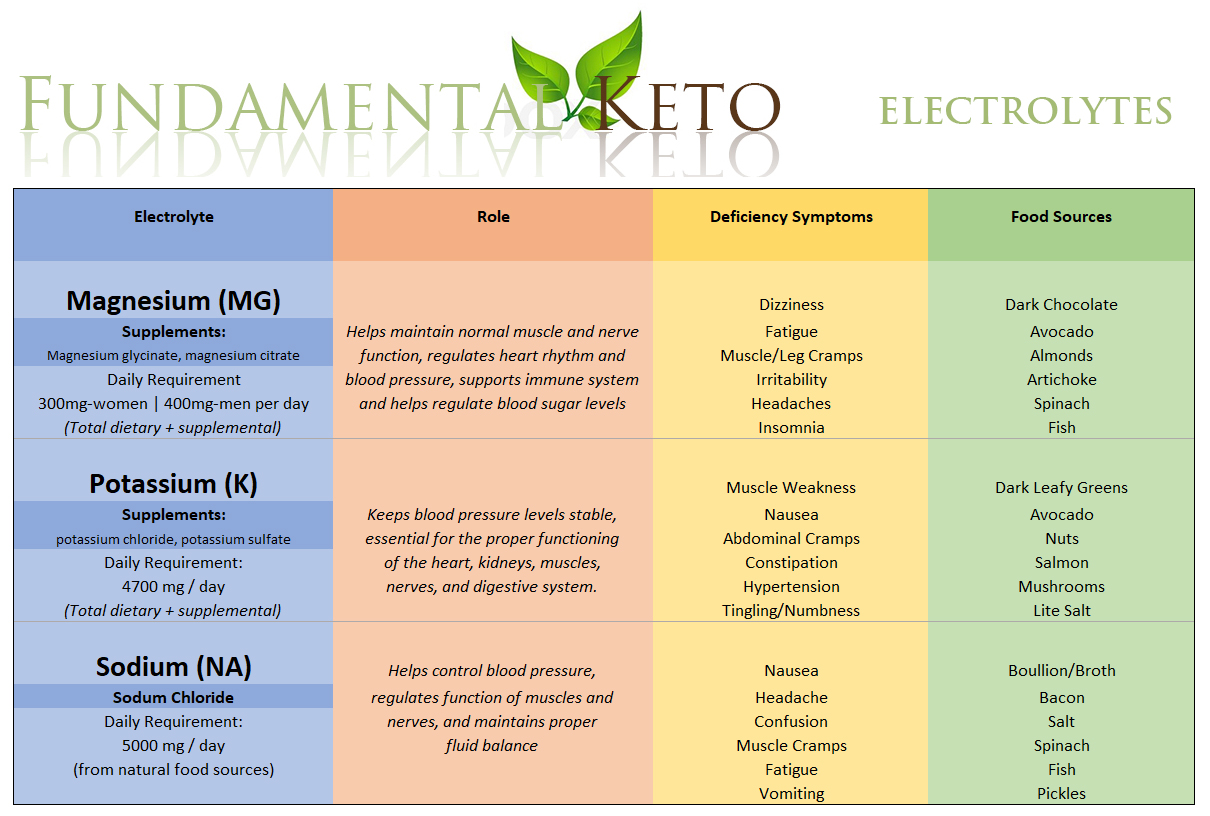 FUNDAMENTAL KETO
ELECTROLYTES
Electrolyte
Role
Deficiency Symptoms
Food Sources
Magnesium (MG)
Supplements:
Magnesium glycinate, magnesium citrate
Daily Requirement
300mg-women | 400mg-men per day
(Total dietary + supplemental)
Helps maintain normal muscle and nerve
function, regulates heart rhythm and
blood pressure, supports immune system
and helps regulate blood sugar levels
Dizziness
Fatigue
Muscle/Leg Cramps
Irritability
Headaches
Insomnia
Dark Chocolate
Avocado
Almonds
Artichoke
Spinach
Fish
Potassium (K)
Supplements:
potassium chloride, potassium sulfate
Daily Requirement:
4700 mg / day
(Total dietary + supplemental)
Keeps blood pressure levels stable,
essential for the proper functioning
of the heart, kidneys, muscles,
nerves, and digestive system.
Muscle Weakness
Nausea
Abdominal Cramps
Constipation
Hypertension
Tingling/Numbness
Dark Leafy Greens
Avocado
Nuts
Salmon
Mushrooms
Lite Salt
Sodium (NA)
Sodum Chloride
Daily Requirement:
5000 mg / day
(from natural food sources)
Helps control blood pressure,
regulates function of muscles and
nerves, and maintains proper
fluid balance
Nausea
Headache
Confusion
Muscle Cramps
Fatigue
Vomiting
Boullion/Broth
Bacon
Salt
Spinach
Fish
Pickles